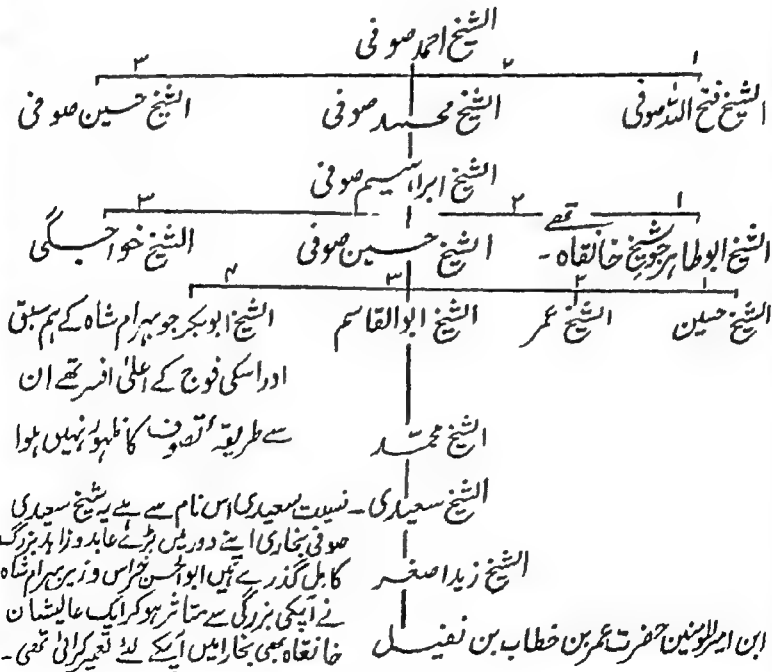 الشیخ احمد صوفی
۱ ۲ ۳
الشیخ فتح اللہ صوفی الشیخ محمد صوفی الشیخ حسین صوفی
الشیخ ابراہیم صوفی
۱ ۲ ۳
الشیخ ابوطاہر جو شیخ خانقاہ تھے۔ الشیخ حسین صوفی الشیخ خواجگی
۱ ۲ ۳ ۴
الشیخ حسین الشیخ عمر الشیخ ابوالقاسم الشیخ ابوبکر جو بہرام شاہ کے ہم سبق
اور اسکی فوج کے اعلیٰ افسر تھے ان
الشیخ محمد سے طریقہ تصوف کا ظہور نہیں ہوا
الشیخ سعیدی۔ نسبت سعیدی اس نام سے ہے یہ شیخ سعیدی
صوفی بخاری اپنے دور میں بڑے عابد و زاہد بزرگ
الشیخ زید اصغر کامل گذرے ہیں ابوالحسن خراس وزیر بہرام شاہ
نے آپکی بزرگی سے متاثر ہو کر ایک عالیشان
ابن امیر المومنین حضرت عمر بن خطاب بن نفیل خانقاہ بھی بخارا میں آپکے لئے تعمیر کرائی تھی۔